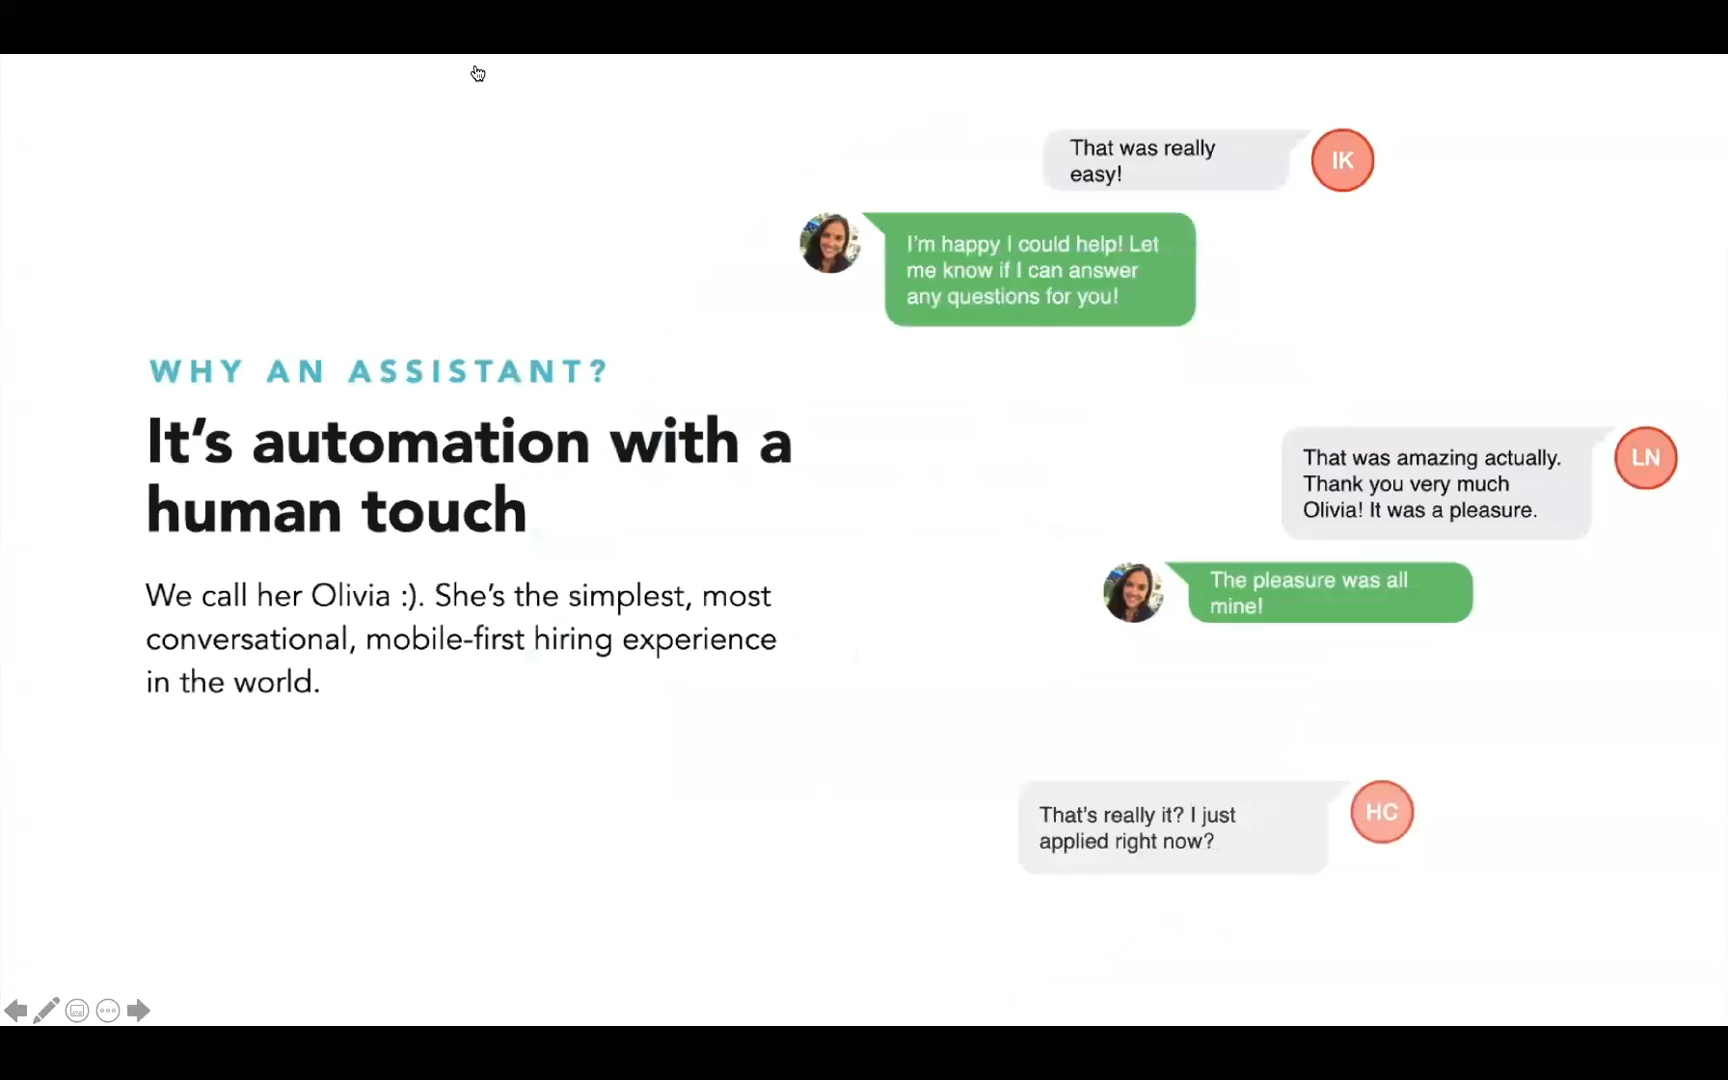 That was really
easy!
IK
I'm happy I could help! Let
me know if I can answer
any questions for you!
WHY AN ASSISTANT?
It's automation with a
human touch
We call her Olivia :). She's the simplest, most
conversational, mobile-first hiring experience
in the world.
That was amazing actually.
Thank you very much
Olivia! It was a pleasure.
LN
The pleasure was all
mine!
That's really it? I just
applied right now?
HC